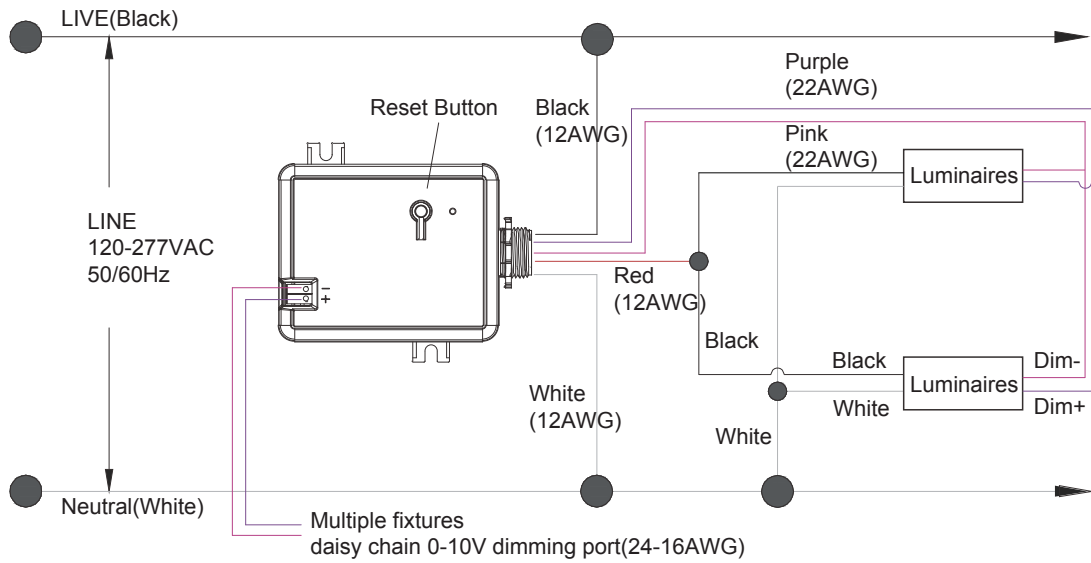 LIVE(Black)
Purple
(22AWG)
Reset Button
Black
(12AWG)
Pink
(22AWG)
Luminaires
LINE
120-277VAC
50/60Hz
Red
(12AWG)
−
+
Black
Black
Luminaires
Dim-
White
(12AWG)
White
Dim+
White
Neutral(White)
Multiple fixtures
daisy chain 0-10V dimming port(24-16AWG)